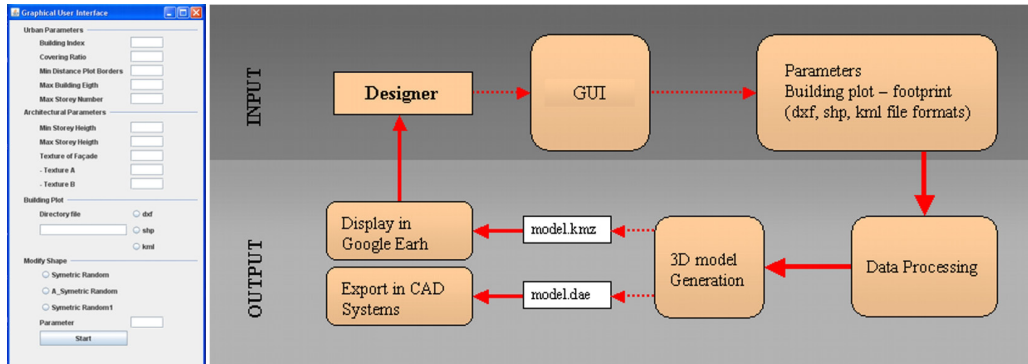 Graphical User Interface
Urban Parameters
Building Index
Covering Ratio
Min Distance Plot Borders
Max Building Eigth
Max Storey Number
Architectural Parameters
Min Storey Heigth
Max Storey Heigth
Texture of Façade
- Texture A
- Texture B
Building Plot
Directory file
dxf
shp
kml
Modify Shape
Symetric Random
A_Symetric Random
Symetric Random1
Parameter
Start
INPUT
Designer
GUI
Parameters
Building plot – footprint
(dxf, shp, kml file formats)
OUTPUT
Display in
Google Earh
model.kmz
3D model
Generation
Data Processing
Export in CAD
Systems
model.dae